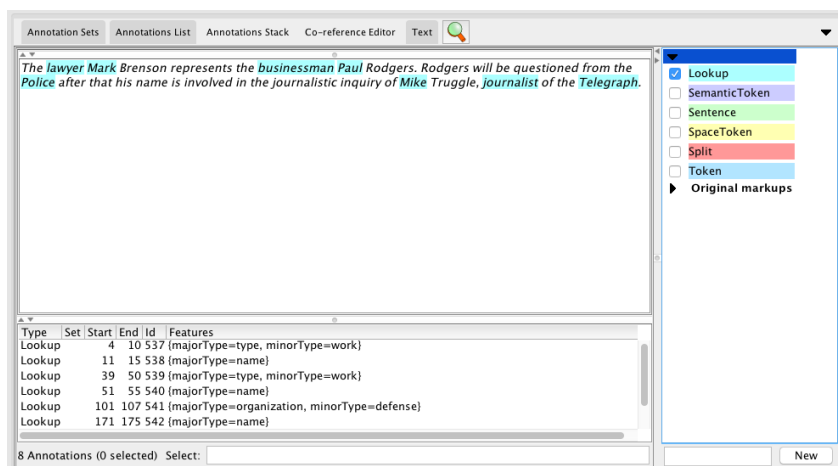 Annotation Sets Annotations List Annotations Stack Co-reference Editor Text
The lawyer Mark Brenson represents the businessman Paul Rodgers. Rodgers will be questioned from the
Police after that his name is involved in the journalistic inquiry of Mike Truggle, journalist of the Telegraph.
Lookup
SemanticToken
Sentence
SpaceToken
Split
Token
Original markups
Type Set Start End Id Features
Lookup 4 10 537 {majorType=type, minorType=work}
Lookup 11 15 538 {majorType=name}
Lookup 39 50 539 {majorType=type, minorType=work}
Lookup 51 55 540 {majorType=name}
Lookup 101 107 541 {majorType=organization, minorType=defense}
Lookup 171 175 542 {majorType=name}
8 Annotations (0 selected) Select:
New